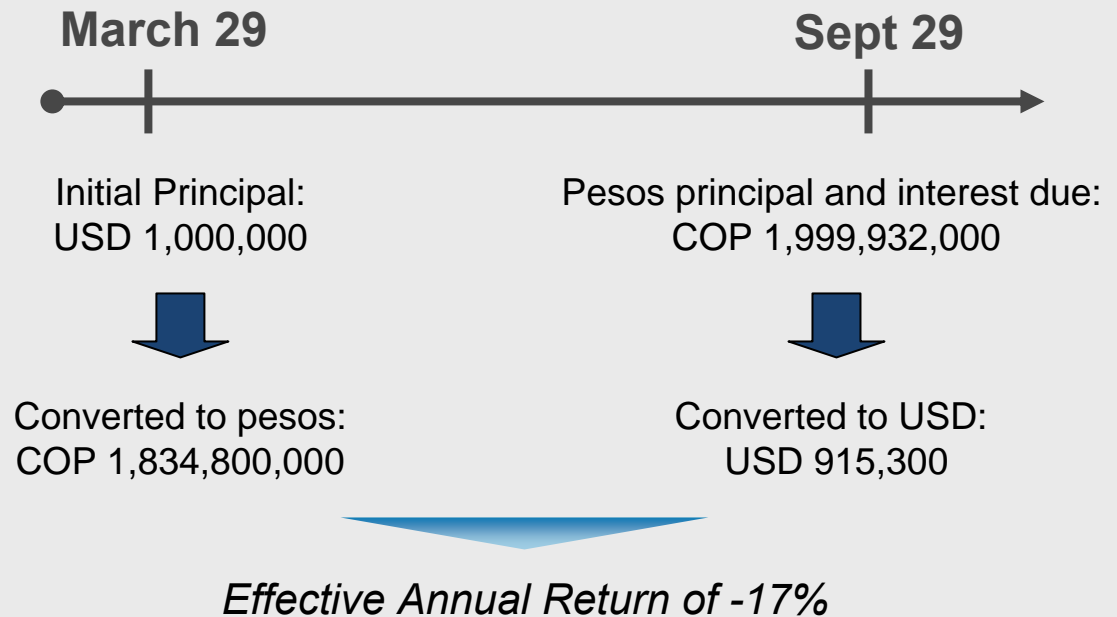 March 29
Sept 29
Initial Principal:
USD 1,000,000
Pesos principal and interest due:
COP 1,999,932,000
Converted to pesos:
COP 1,834,800,000
Converted to USD:
USD 915,300
Effective Annual Return of -17%